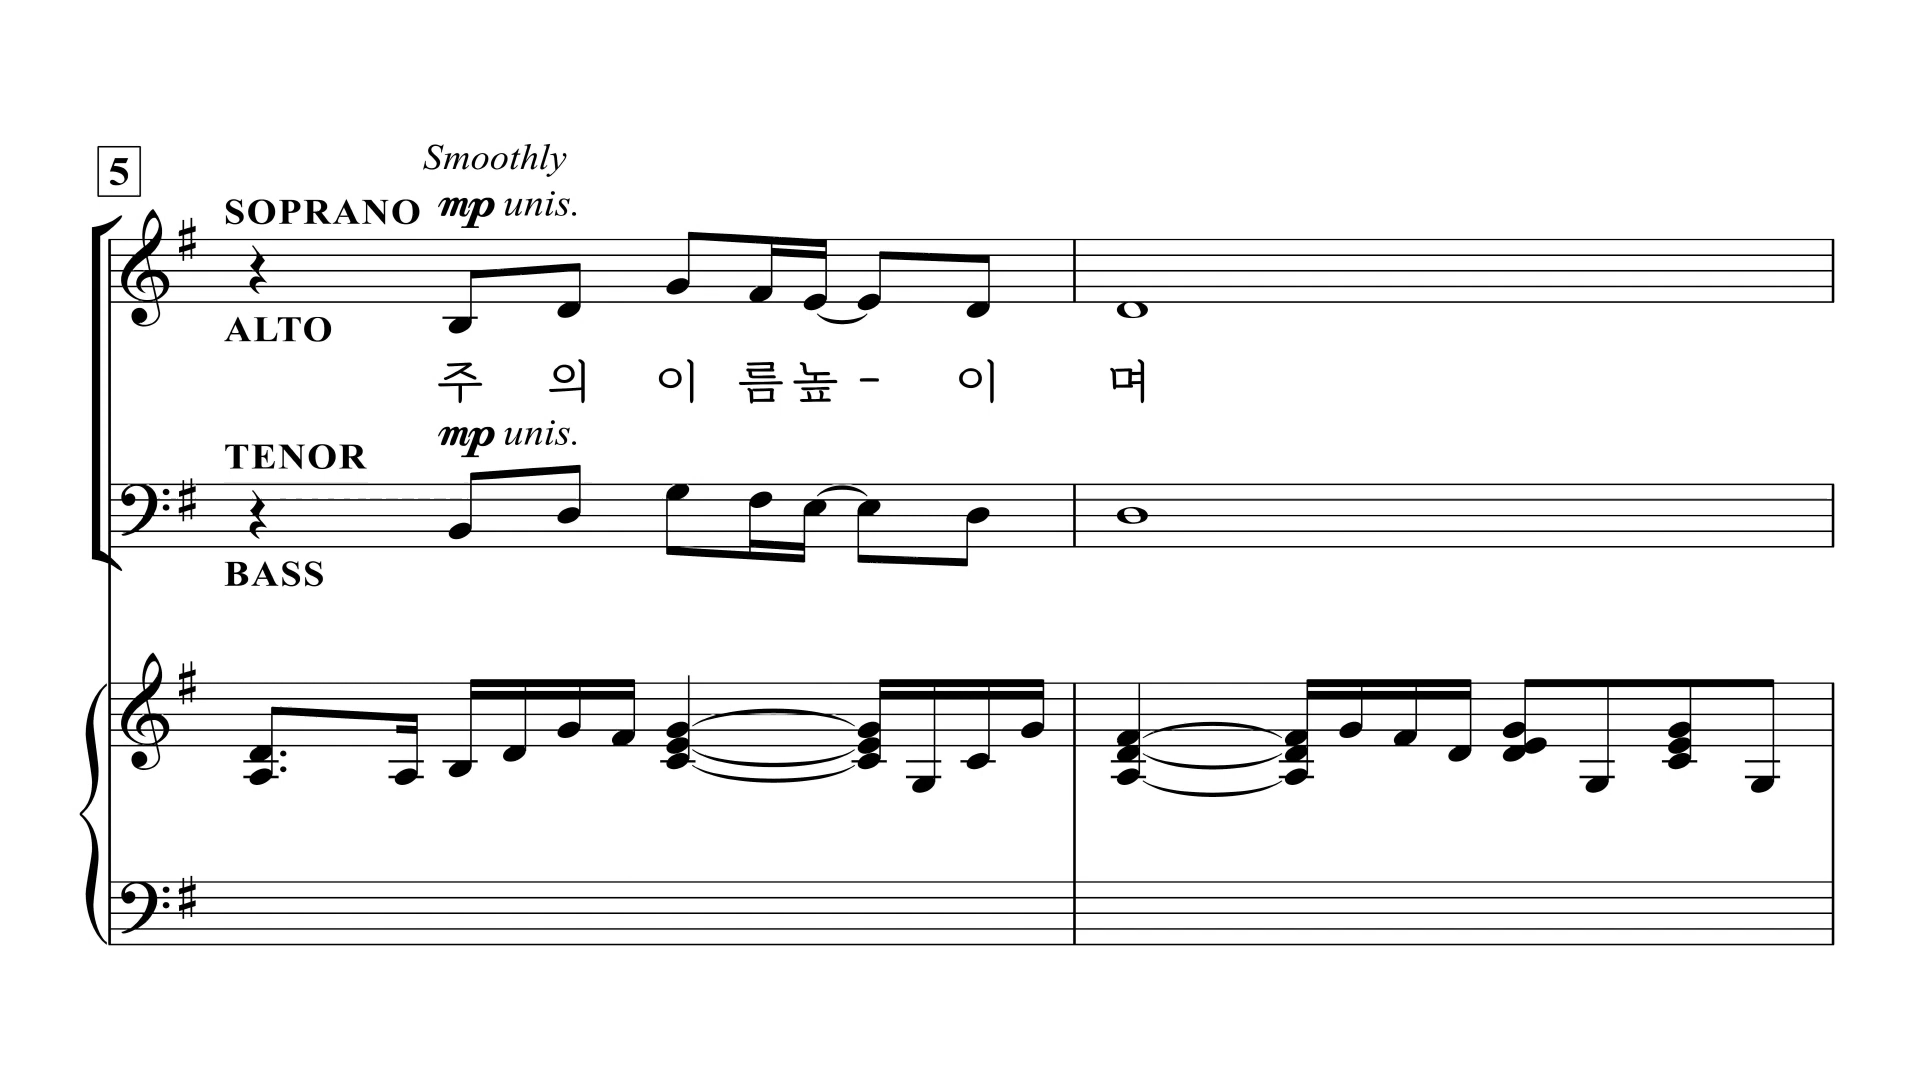 5
Smoothly
SOPRANO mp unis.
ALTO
주 의 이 름 높 - 이 며
mp unis.
TENOR
BASS